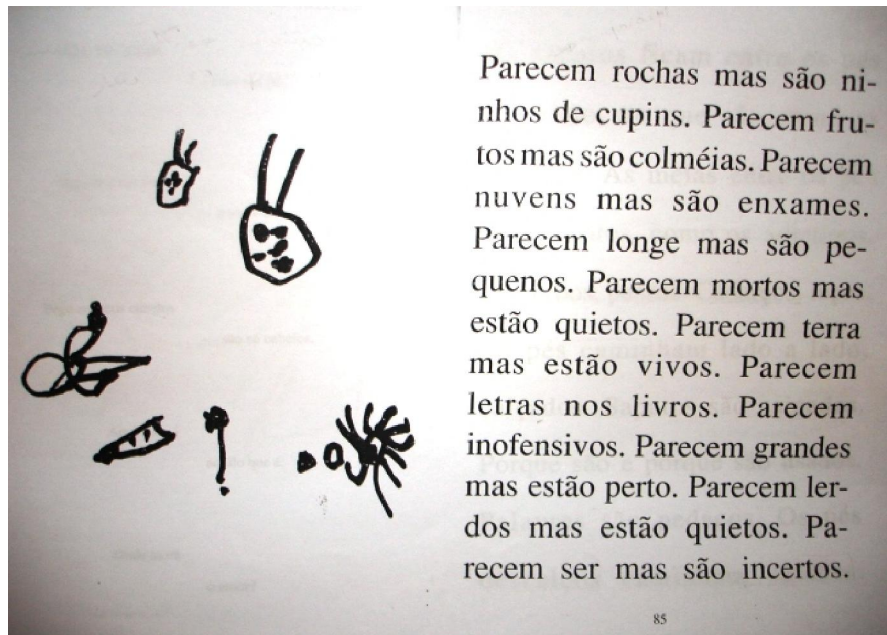 Parecem rochas mas são ni-
nhos de cupins. Parecem fru-
tos mas são colméias. Parecem
nuvens mas são enxames.
Parecem longe mas são pe-
quenos. Parecem mortos mas
estão quietos. Parecem terra
mas estão vivos. Parecem
letras nos livros. Parecem
inofensivos. Parecem grandes
mas estão perto. Parecem ler-
dos mas estão quietos. Pa-
recem ser mas são incertos.
85